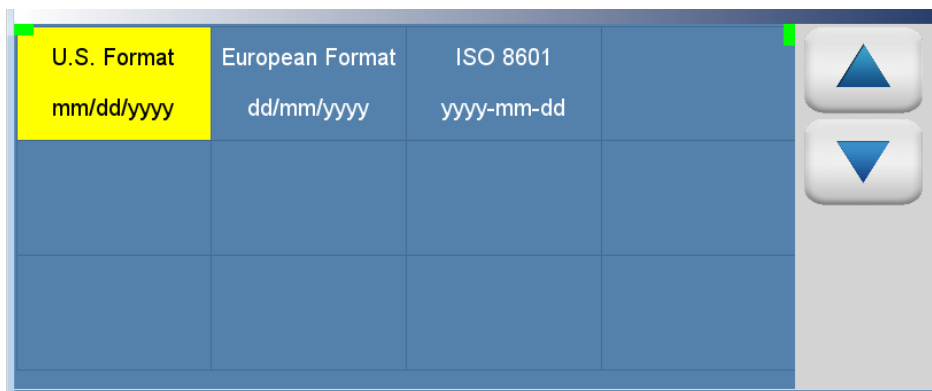 U.S. Format
mm/dd/yyyy
European Format
dd/mm/yyyy
ISO 8601
yyyy-mm-dd